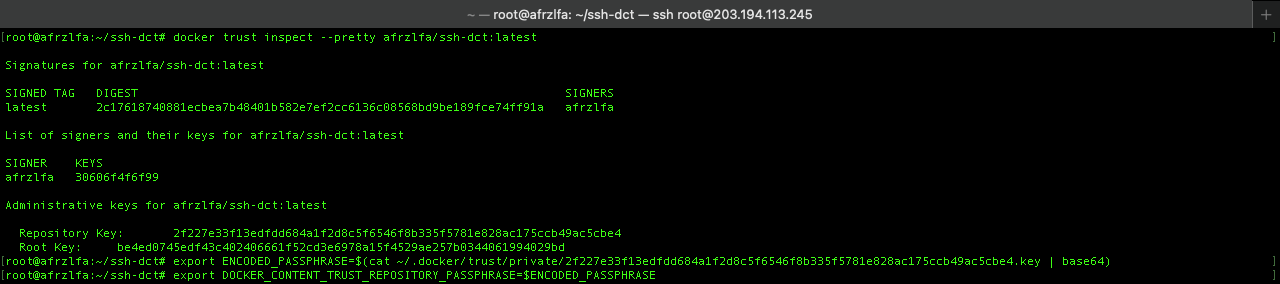 ~ — root@afrzlfa: ~/ssh-dct — ssh root@203.194.113.245
[root@afrzlfa:~/ssh-dct# docker trust inspect --pretty afrzlfa/ssh-dct:latest ]
Signatures for afrzlfa/ssh-dct:latest
SIGNED TAG DIGEST SIGNERS
latest 2c17618740881ecbea7b48401b582e7ef2cc6136c08568bd9be189fce74ff91a afrzlfa
List of signers and their keys for afrzlfa/ssh-dct:latest
SIGNER KEYS
afrzlfa 30606f4f6f99
Administrative keys for afrzlfa/ssh-dct:latest
Repository Key: 2f227e33f13edfdd684a1f2d8c5f6546f8b335f5781e828ac175ccb49ac5cbe4
Root Key: be4ed0745edf43c402406661f52cd3e6978a15f4529ae257b0344061994029bd
[root@afrzlfa:~/ssh-dct# export ENCODED_PASSPHRASE=$(cat ~/.docker/trust/private/2f227e33f13edfdd684a1f2d8c5f6546f8b335f5781e828ac175ccb49ac5cbe4.key | base64) ]
[root@afrzlfa:~/ssh-dct# export DOCKER_CONTENT_TRUST_REPOSITORY_PASSPHRASE=$ENCODED_PASSPHRASE ]